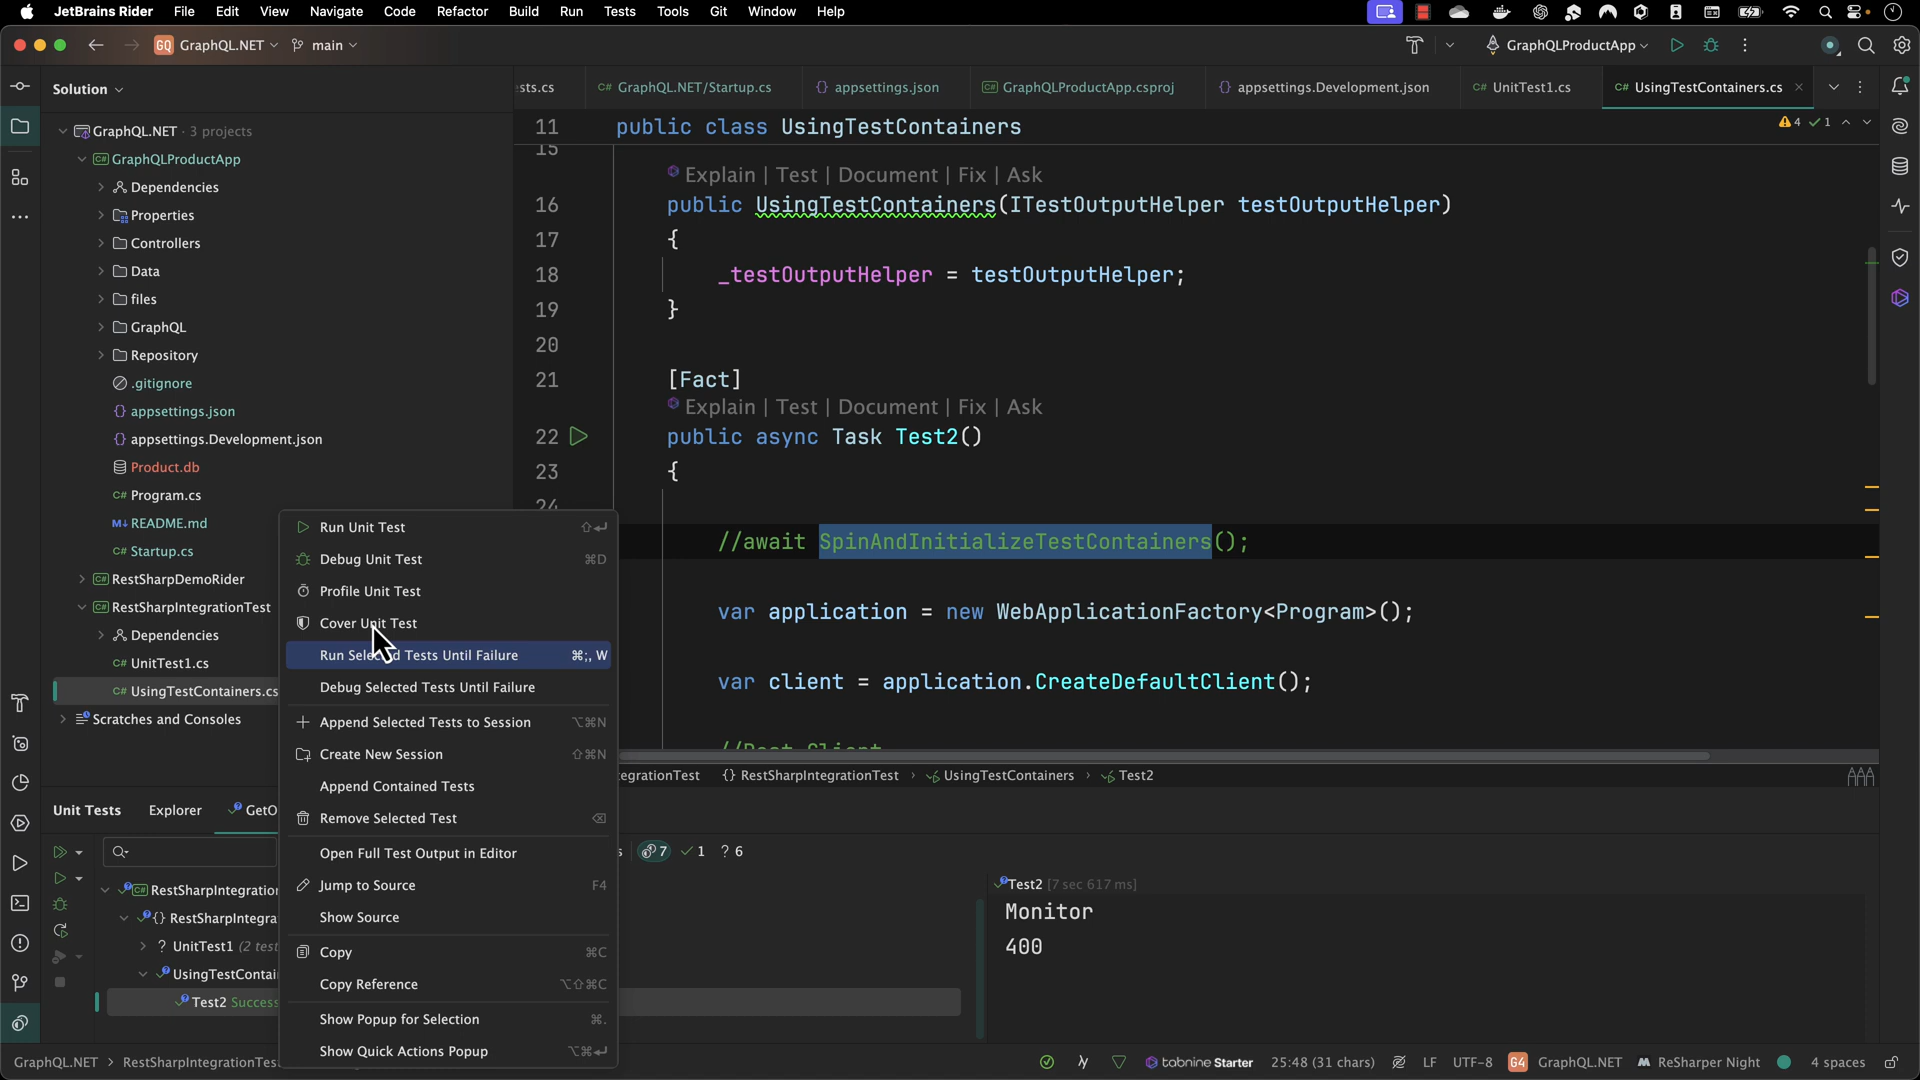 JetBrains Rider File Edit View Navigate Code Refactor Build Run Tests Tools Git Window Help
GQ GraphQL.NET main GraphQLProductApp
Solution
sts.cs C# GraphQL.NET/Startup.cs {} appsettings.json C# GraphQLProductApp.csproj {} appsettings.Development.json C# UnitTest1.cs C# UsingTestContainers.cs
GraphQL.NET · 3 projects
C# GraphQLProductApp
Dependencies
Properties
Controllers
Data
files
GraphQL
Repository
.gitignore
{} appsettings.json
{} appsettings.Development.json
Product.db
C# Program.cs
M↓ README.md
C# Startup.cs
C# RestSharpDemoRider
C# RestSharpIntegrationTest
Dependencies
C# UnitTest1.cs
C# UsingTestContainers.cs
Scratches and Consoles
11 public class UsingTestContainers 4 1
15
Explain | Test | Document | Fix | Ask
16 public UsingTestContainers(ITestOutputHelper testOutputHelper)
17 {
18 _testOutputHelper = testOutputHelper;
19 }
20
21 [Fact]
Explain | Test | Document | Fix | Ask
22 public async Task Test2()
23 {
24
//await SpinAndInitializeTestContainers();
var application = new WebApplicationFactory<Program>();
var client = application.CreateDefaultClient();
//Rest Client
Run Unit Test ⇧↩
Debug Unit Test ⌘D
Profile Unit Test
Cover Unit Test
Run Selected Tests Until Failure ⌘;, W
Debug Selected Tests Until Failure
Append Selected Tests to Session ⌥⌘N
Create New Session ⇧⌘N
Append Contained Tests
Remove Selected Test ⌫
Open Full Test Output in Editor
Jump to Source F4
Show Source
Copy ⌘C
Copy Reference ⌥⇧⌘C
Show Popup for Selection ⌘.
Show Quick Actions Popup ⌥⌘↩
egrationTest {} RestSharpIntegrationTest › UsingTestContainers › Test2
Unit Tests Explorer GetO
s 7 ✓ 1 ? 6
C# RestSharpIntegration
{} RestSharpIntegra
? UnitTest1 (2 test
UsingTestContai
Test2 Success
Test2 [7 sec 617 ms]
Monitor
400
GraphQL.NET › RestSharpIntegrationTes tabnine Starter 25:48 (31 chars) LF UTF-8 G4 GraphQL.NET ReSharper Night 4 spaces